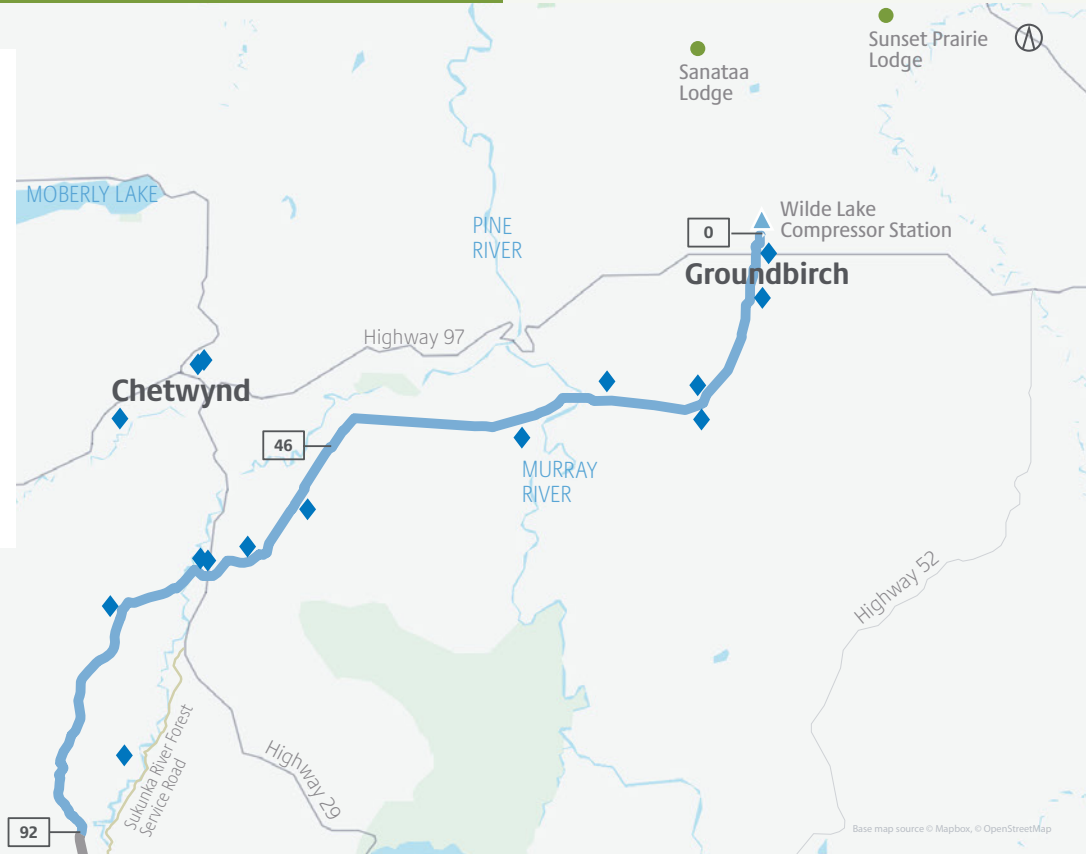 Sunset Prairie
Lodge
Sanataa
Lodge
MOBERLY LAKE
Wilde Lake
Compressor Station
PINE
RIVER
0
Groundbirch
Highway 97
Chetwynd
46
MURRAY
RIVER
Highway 52
Sukunka River Forest
Service Road
Highway 29
92
Base map source © Mapbox, © OpenStreetMap